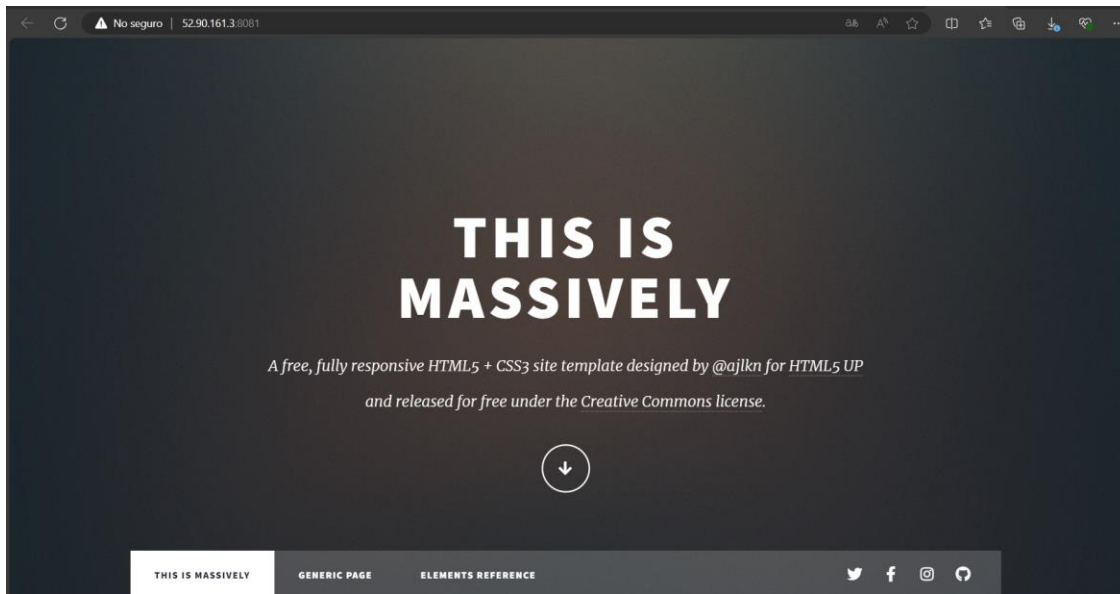 No seguro | 52.90.161.3:8081
THIS IS
MASSIVELY
A free, fully responsive HTML5 + CSS3 site template designed by @ajlkn for HTML5 UP
and released for free under the Creative Commons license.
THIS IS MASSIVELY GENERIC PAGE ELEMENTS REFERENCE